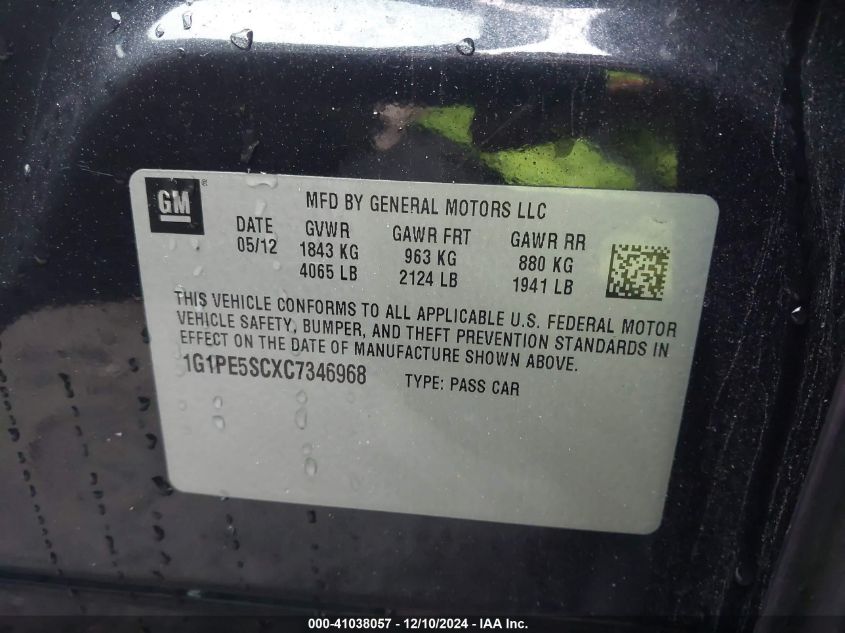 GM ®
MFD BY GENERAL MOTORS LLC
DATE GVWR GAWR FRT GAWR RR
05/12 1843 KG 963 KG 880 KG
4065 LB 2124 LB 1941 LB
THIS VEHICLE CONFORMS TO ALL APPLICABLE U.S. FEDERAL MOTOR
VEHICLE SAFETY, BUMPER, AND THEFT PREVENTION STANDARDS IN
EFFECT ON THE DATE OF MANUFACTURE SHOWN ABOVE.
1G1PE5SCXC7346968 TYPE: PASS CAR
000-41038057 - 12/10/2024 - IAA Inc.